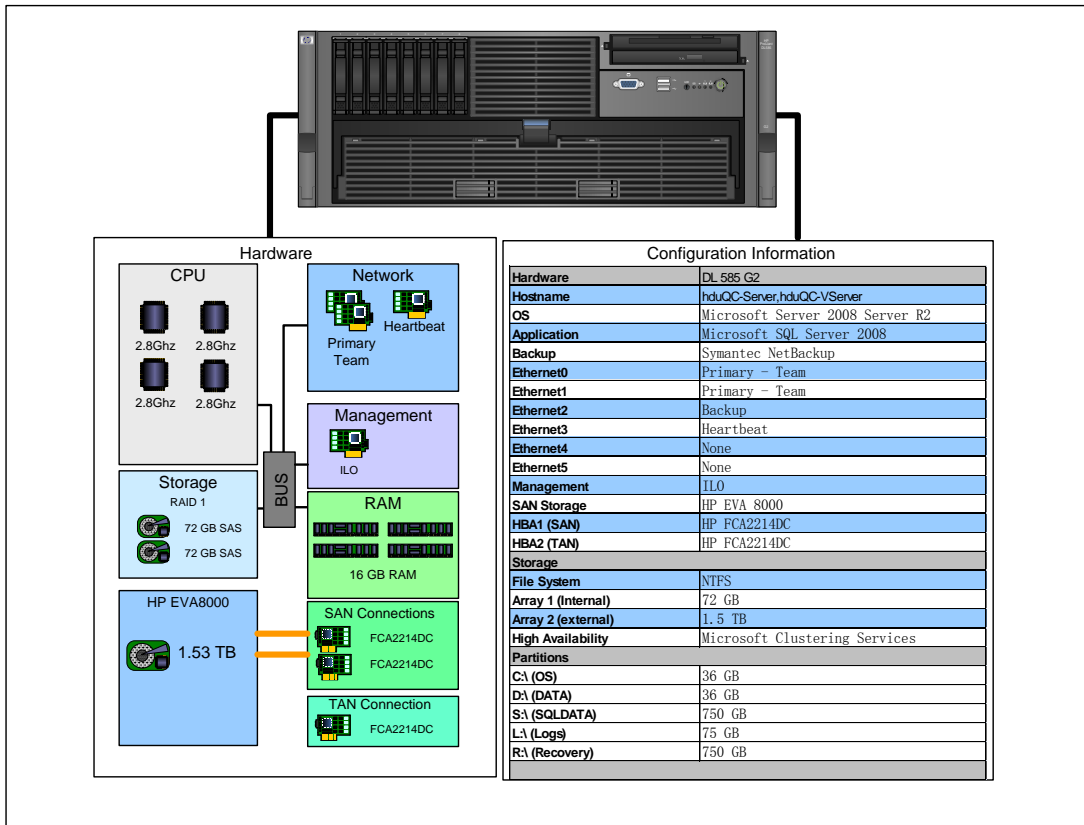 Hardware
CPU
2.8Ghz 2.8Ghz
2.8Ghz 2.8Ghz
Network
Primary
Team
Heartbeat
Management
ILO
BUS
Storage
RAID 1
72 GB SAS
72 GB SAS
RAM
16 GB RAM
HP EVA8000
1.53 TB
SAN Connections
FCA2214DC
FCA2214DC
TAN Connection
FCA2214DC
Configuration Information
Hardware DL 585 G2
Hostname hduQC-Server,hduQC-VServer
OS Microsoft Server 2008 Server R2
Application Microsoft SQL Server 2008
Backup Symantec NetBackup
Ethernet0 Primary - Team
Ethernet1 Primary - Team
Ethernet2 Backup
Ethernet3 Heartbeat
Ethernet4 None
Ethernet5 None
Management ILO
SAN Storage HP EVA 8000
HBA1 (SAN) HP FCA2214DC
HBA2 (TAN) HP FCA2214DC
Storage
File System NTFS
Array 1 (Internal) 72 GB
Array 2 (external) 1.5 TB
High Availability Microsoft Clustering Services
Partitions
C:\ (OS) 36 GB
D:\ (DATA) 36 GB
S:\ (SQLDATA) 750 GB
L:\ (Logs) 75 GB
R:\ (Recovery) 750 GB